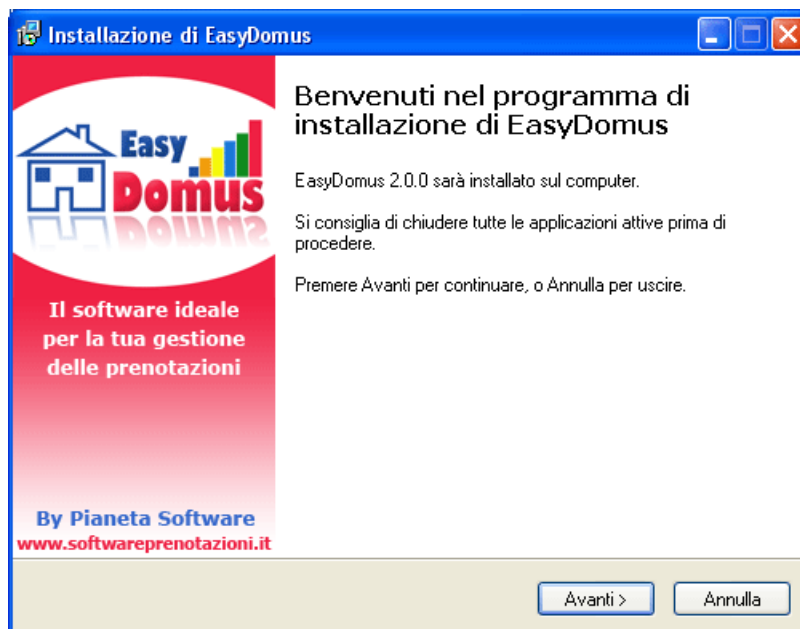 Installazione di EasyDomus
Easy
Domus
Il software ideale
per la tua gestione
delle prenotazioni
By Pianeta Software
www.softwareprenotazioni.it
Benvenuti nel programma di
installazione di EasyDomus
EasyDomus 2.0.0 sarà installato sul computer.
Si consiglia di chiudere tutte le applicazioni attive prima di
procedere.
Premere Avanti per continuare, o Annulla per uscire.
Avanti >
Annulla